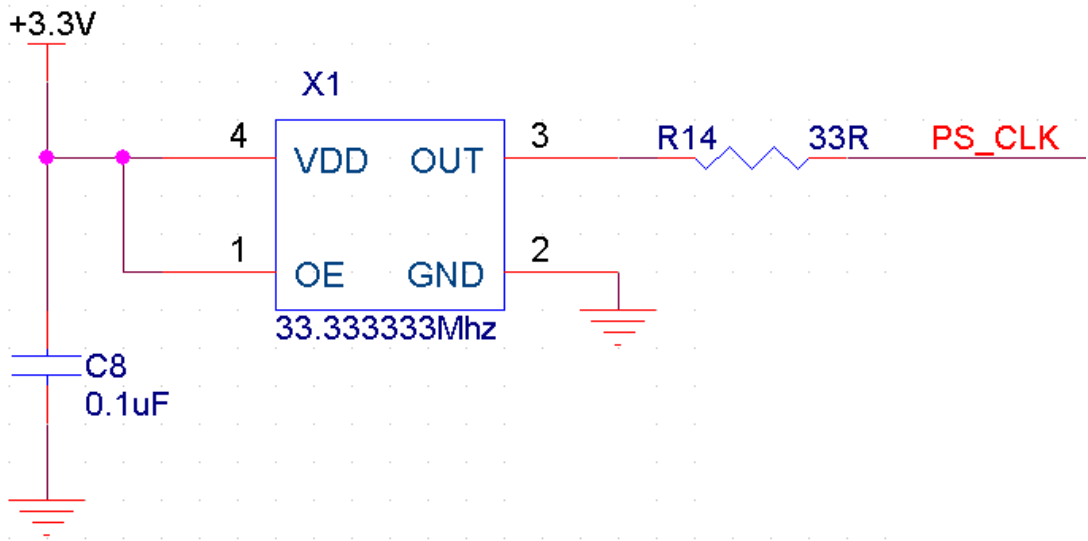 +3.3V
X1
4 VDD OUT 3 R14 33R PS_CLK
1 OE GND 2
33.333333Mhz
C8
0.1uF